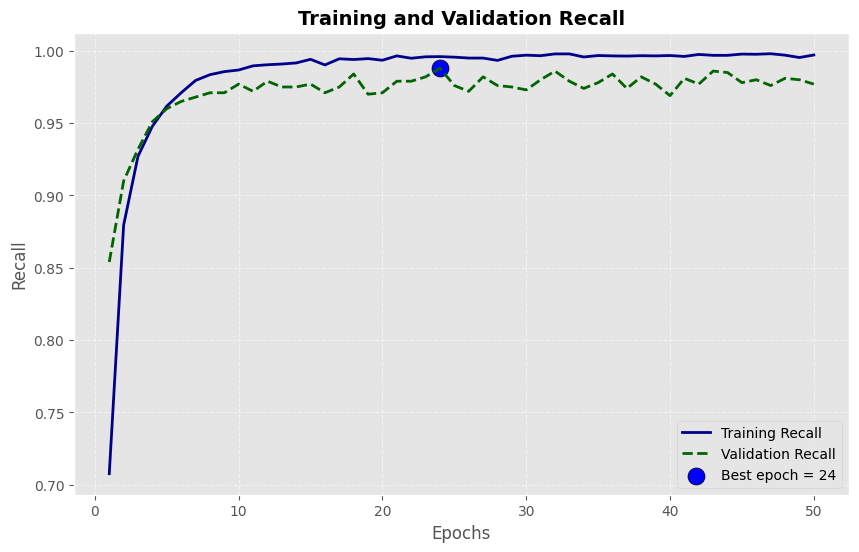 Training and Validation Recall
1.00
0.95
0.90
0.85
0.80
0.75
0.70
Recall
0
10
20
30
40
50
Epochs
Training Recall
Validation Recall
Best epoch = 24